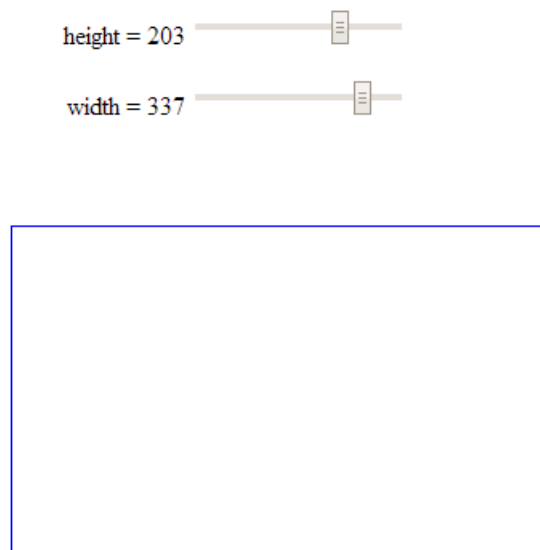 height = 203
width = 337